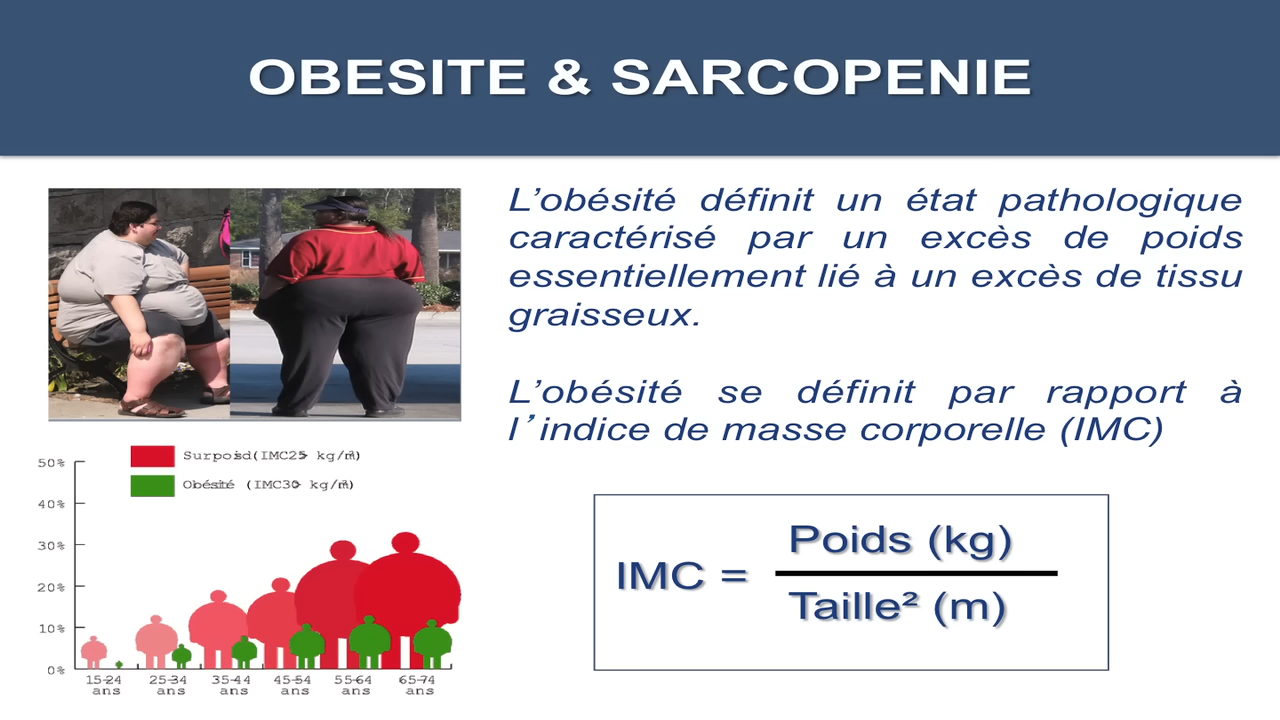 OBESITE & SARCOPENIE
L’obésité définit un état pathologique
caractérisé par un excès de poids
essentiellement lié à un excès de tissu
graisseux.
L’obésité se définit par rapport à
l’indice de masse corporelle (IMC)
IMC =
Poids (kg)
Taille² (m)
Surpoisd(IMC25> kg/m²)
Obésité (IMC30> kg/m²)
50%
40%
30%
20%
10%
0%
15-24 25-34 35-44 45-54 55-64 65-74
ans ans ans ans ans ans